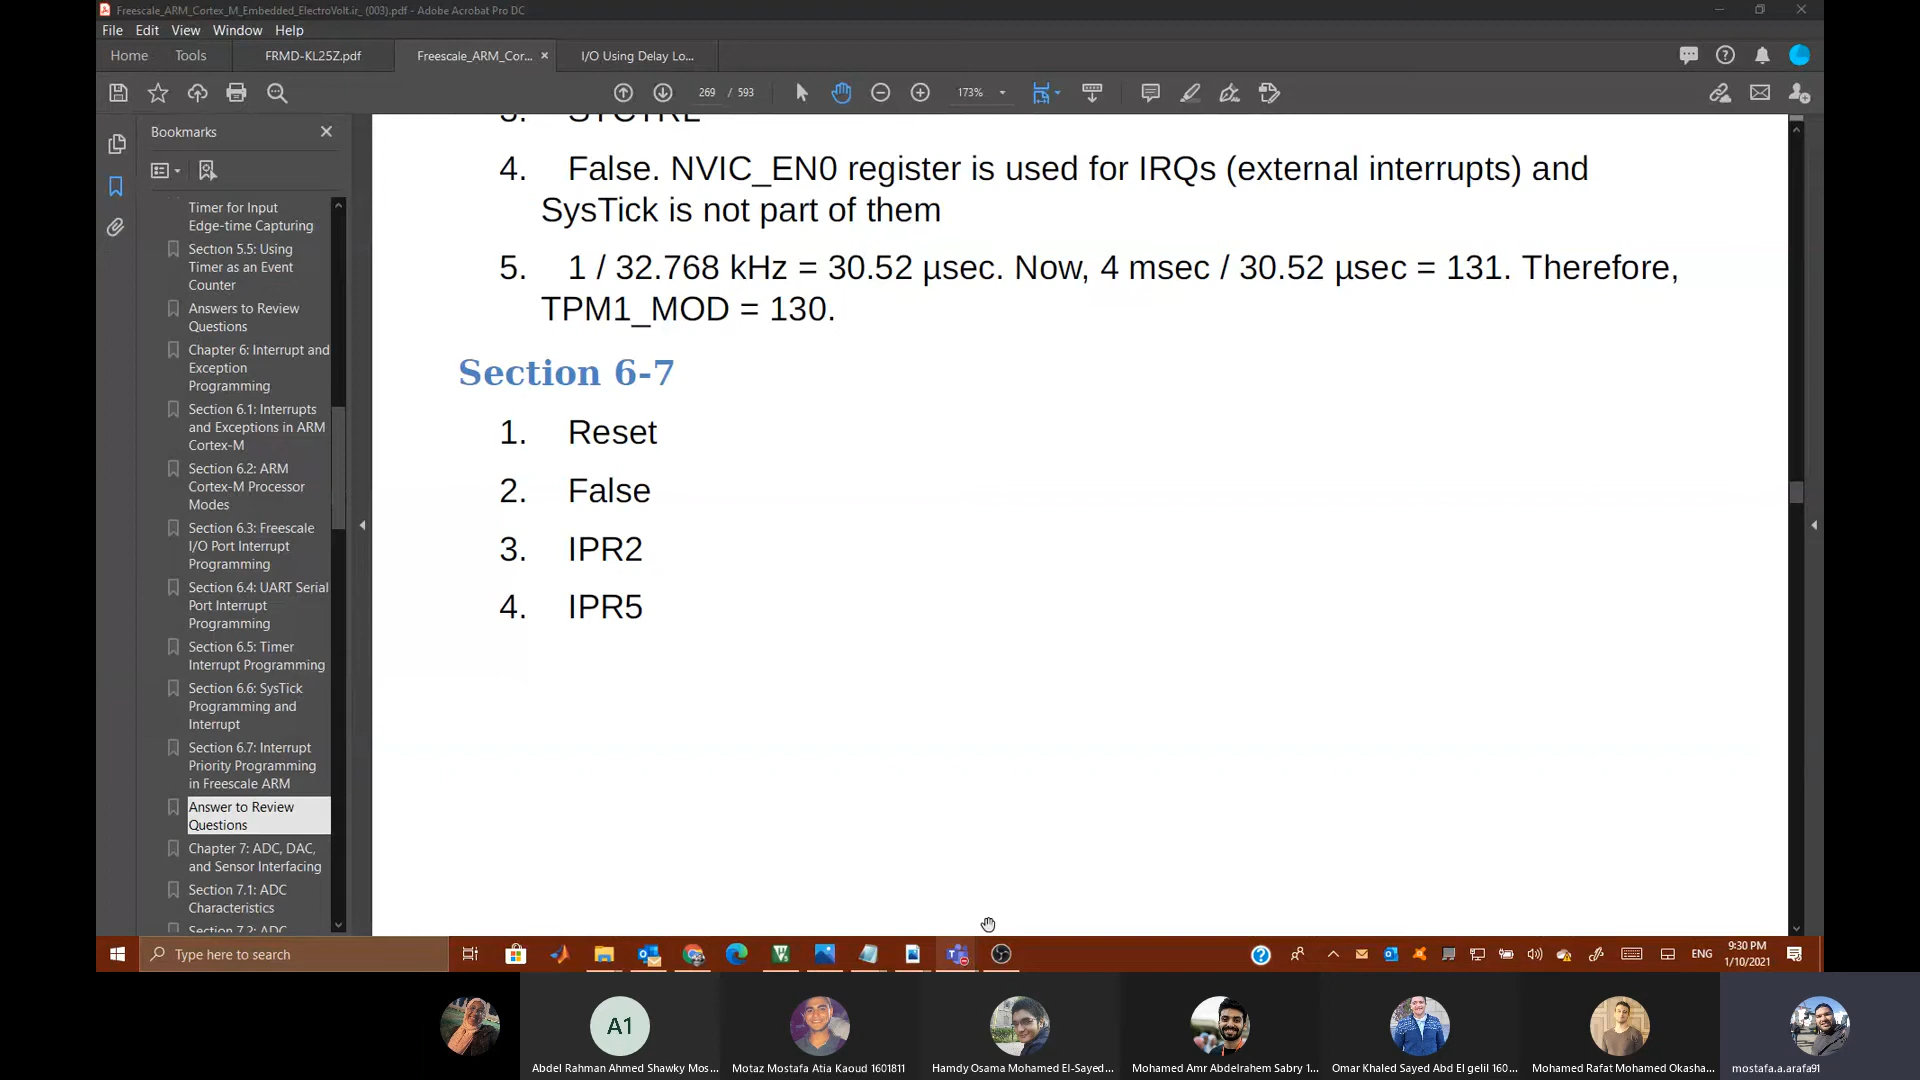 Freescale_ARM_Cortex_M_Embedded_ElectroVolt.ir_ (003).pdf - Adobe Acrobat Pro DC
File Edit View Window Help
Home Tools FRMD-KL25Z.pdf Freescale_ARM_Cor... × I/O Using Delay Lo...
269 / 593 173%
Bookmarks
Timer for Input
Edge-time Capturing
Section 5.5: Using
Timer as an Event
Counter
Answers to Review
Questions
Chapter 6: Interrupt and
Exception
Programming
Section 6.1: Interrupts
and Exceptions in ARM
Cortex-M
Section 6.2: ARM
Cortex-M Processor
Modes
Section 6.3: Freescale
I/O Port Interrupt
Programming
Section 6.4: UART Serial
Port Interrupt
Programming
Section 6.5: Timer
Interrupt Programming
Section 6.6: SysTick
Programming and
Interrupt
Section 6.7: Interrupt
Priority Programming
in Freescale ARM
Answer to Review
Questions
Chapter 7: ADC, DAC,
and Sensor Interfacing
Section 7.1: ADC
Characteristics
Section 7.2: ADC
4. False. NVIC_EN0 register is used for IRQs (external interrupts) and
SysTick is not part of them
5. 1 / 32.768 kHz = 30.52 µsec. Now, 4 msec / 30.52 µsec = 131. Therefore,
TPM1_MOD = 130.
Section 6-7
1. Reset
2. False
3. IPR2
4. IPR5
Type here to search
ENG
9:30 PM
1/10/2021
A1
Abdel Rahman Ahmed Shawky Mos...
Motaz Mostafa Atia Kaoud 1601811
Hamdy Osama Mohamed El-Sayed...
Mohamed Amr Abdelrahem Sabry 1...
Omar Khaled Sayed Abd El gelil 160...
Mohamed Rafat Mohamed Okasha...
mostafa.a.arafa91